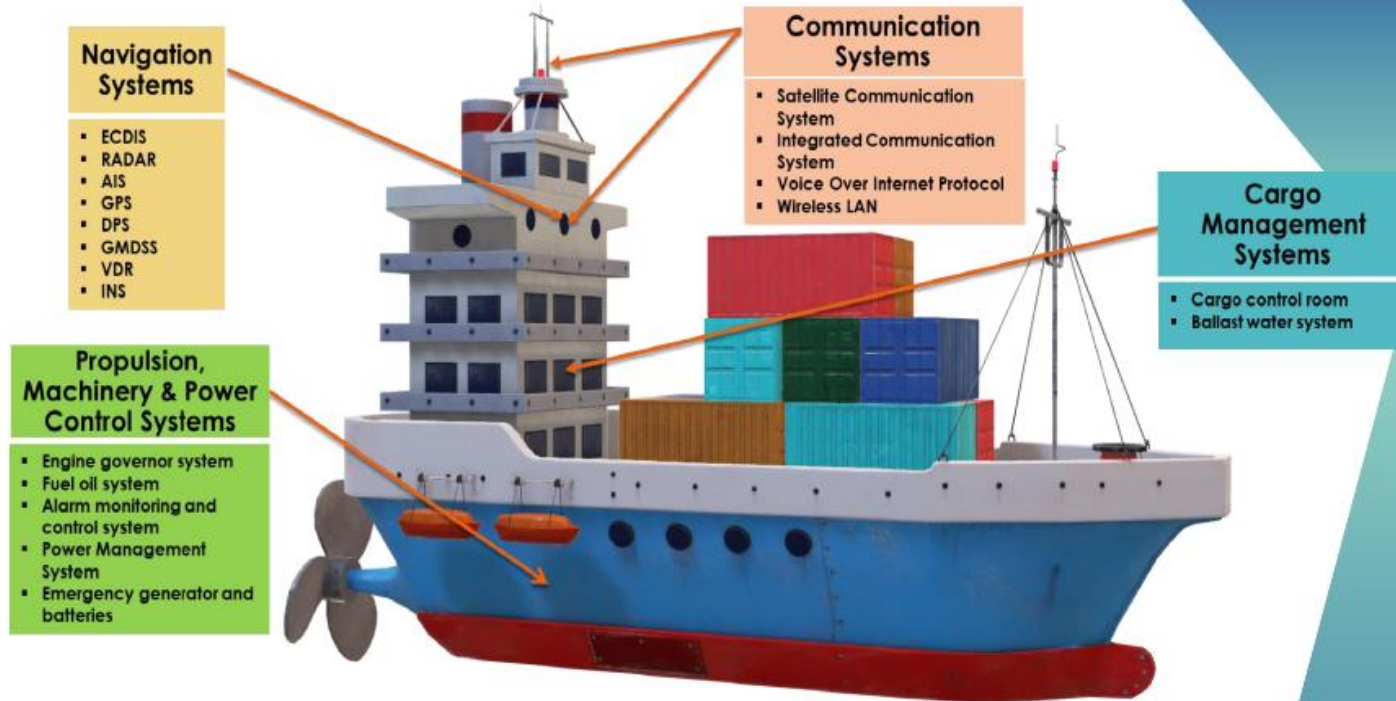 Navigation
Systems
▪ ECDIS
▪ RADAR
▪ AIS
▪ GPS
▪ DPS
▪ GMDSS
▪ VDR
▪ INS
Communication
Systems
▪ Satellite Communication
System
▪ Integrated Communication
System
▪ Voice Over Internet Protocol
▪ Wireless LAN
Cargo
Management
Systems
▪ Cargo control room
▪ Ballast water system
Propulsion,
Machinery & Power
Control Systems
▪ Engine governor system
▪ Fuel oil system
▪ Alarm monitoring and
control system
▪ Power Management
System
▪ Emergency generator and
batteries